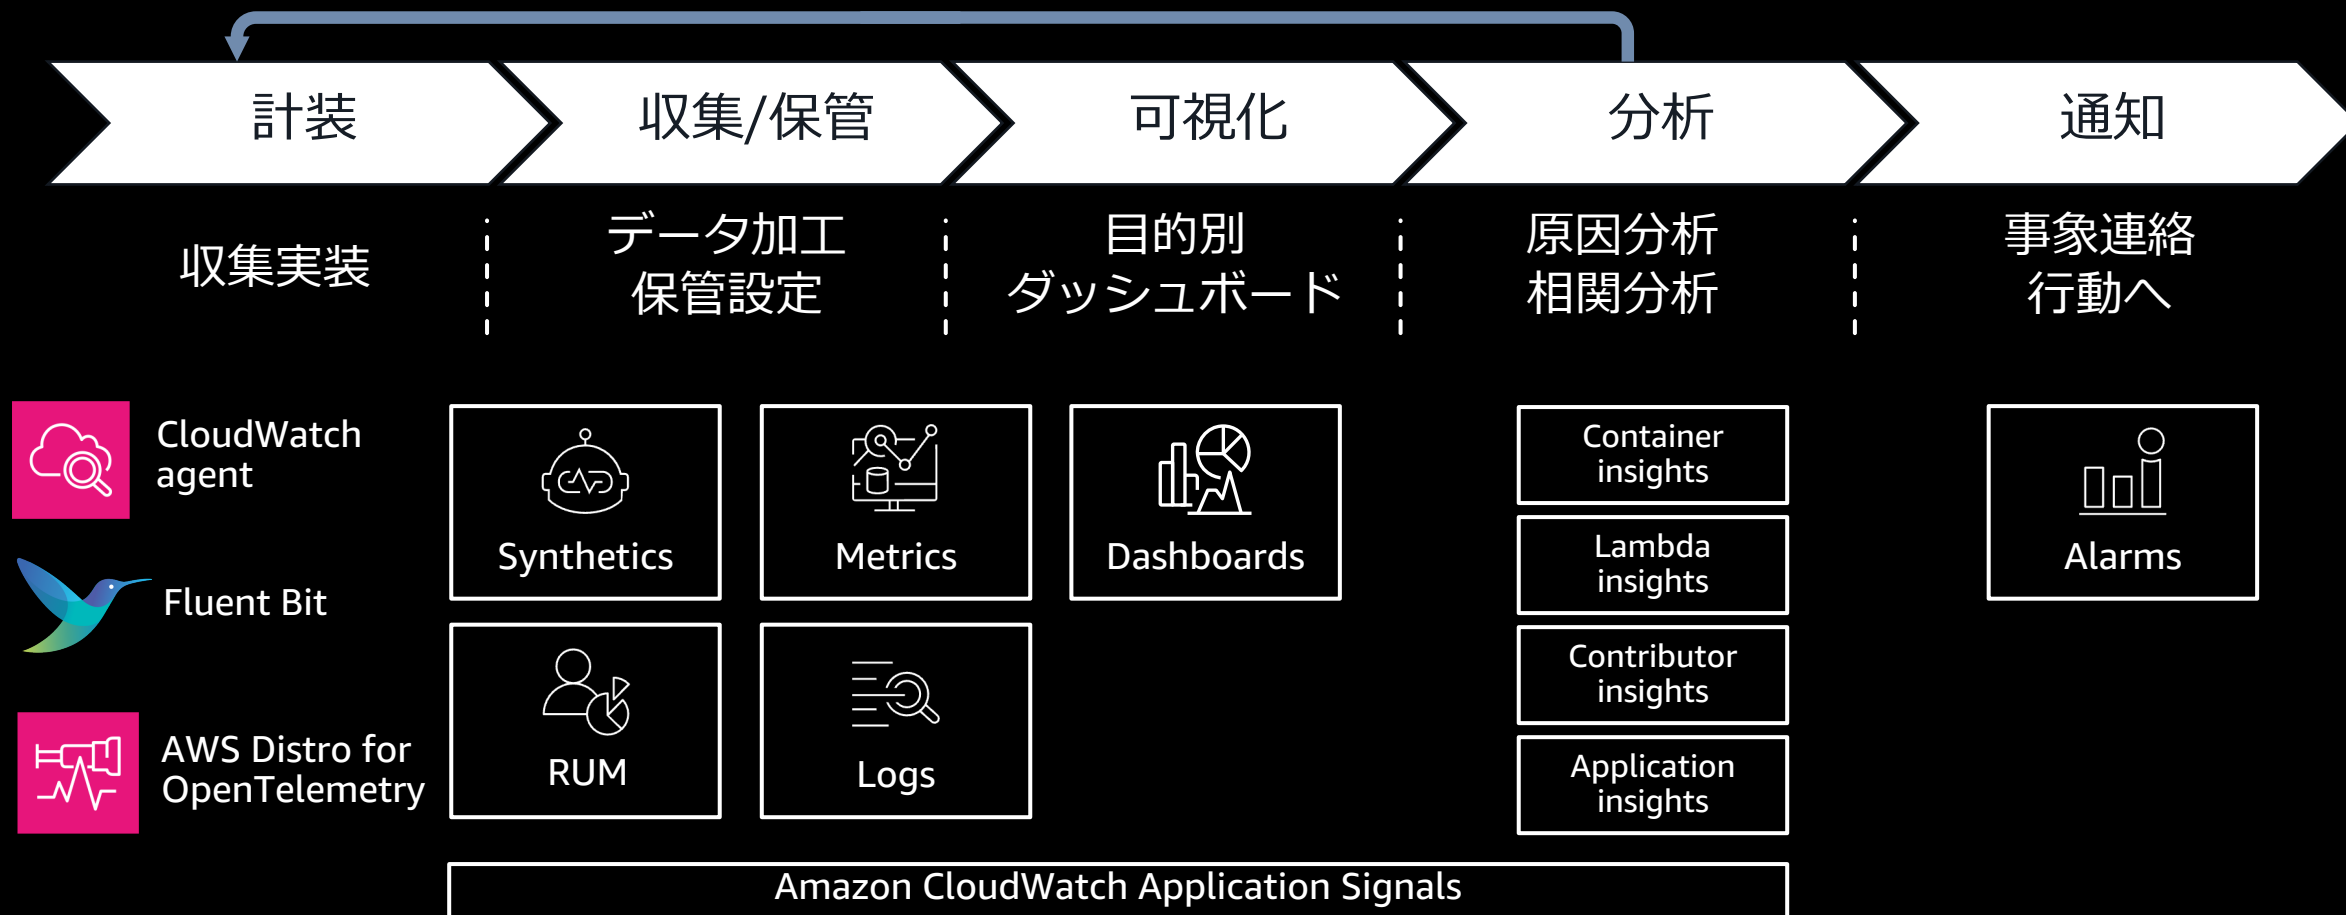 計装
収集/保管
可視化
分析
通知
収集実装
データ加工
保管設定
目的別
ダッシュボード
原因分析
相関分析
事象連絡
行動へ
CloudWatch
agent
Fluent Bit
AWS Distro for
OpenTelemetry
Synthetics
Metrics
Dashboards
RUM
Logs
Container
insights
Lambda
insights
Contributor
insights
Application
insights
Alarms
Amazon CloudWatch Application Signals